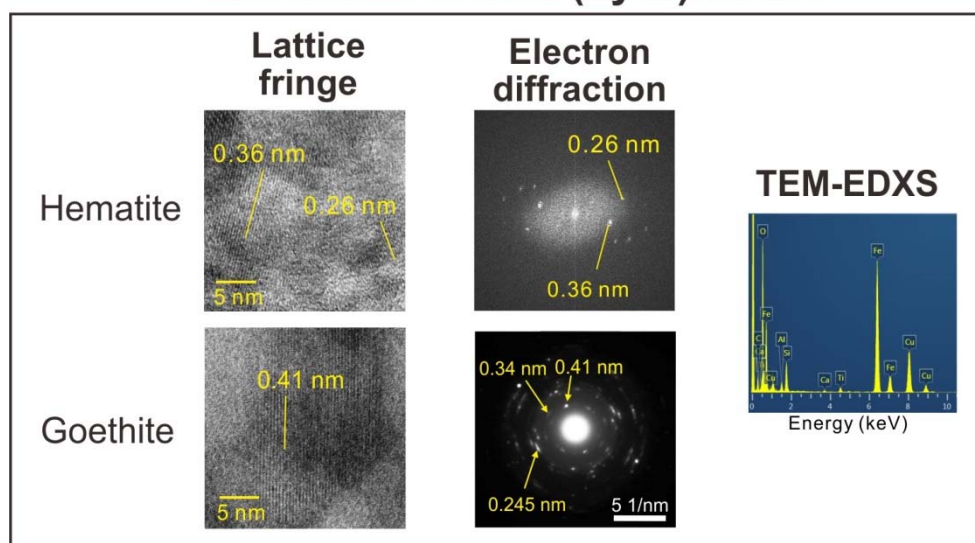 Lattice
fringe
Electron
diffraction
Hematite
0.36 nm
0.26 nm
5 nm
0.26 nm
0.36 nm
TEM-EDXS
O
Fe
C
Ca
Cu
Al
Si
Ca
Ti
Fe
Fe
Cu
Cu
0 2 4 6 8 10
Energy (keV)
Goethite
0.41 nm
5 nm
0.34 nm
0.41 nm
0.245 nm
5 1/nm